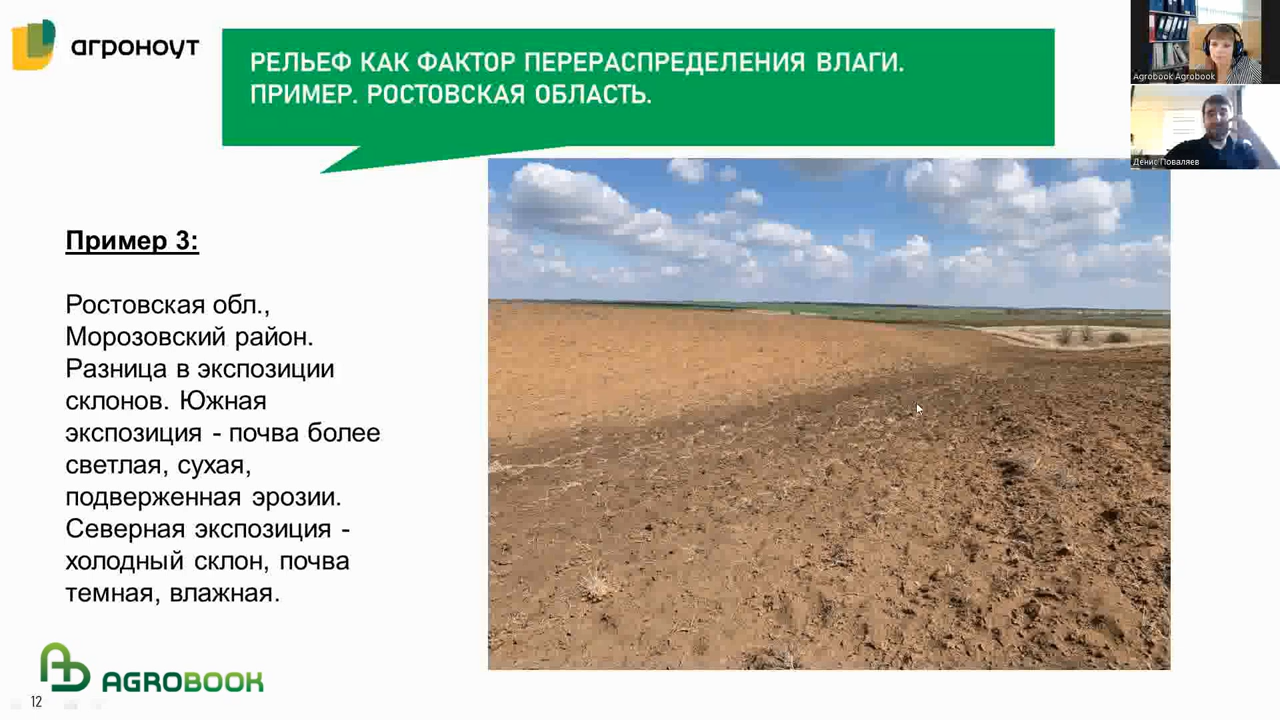 агроноут
РЕЛЬЕФ КАК ФАКТОР ПЕРЕРАСПРЕДЕЛЕНИЯ ВЛАГИ.
ПРИМЕР. РОСТОВСКАЯ ОБЛАСТЬ.
Agrobook Agrobook
Денис Поваляев
Пример 3:
Ростовская обл.,
Морозовский район.
Разница в экспозиции
склонов. Южная
экспозиция - почва более
светлая, сухая,
подверженная эрозии.
Северная экспозиция -
холодный склон, почва
темная, влажная.
AGROBOOK
12